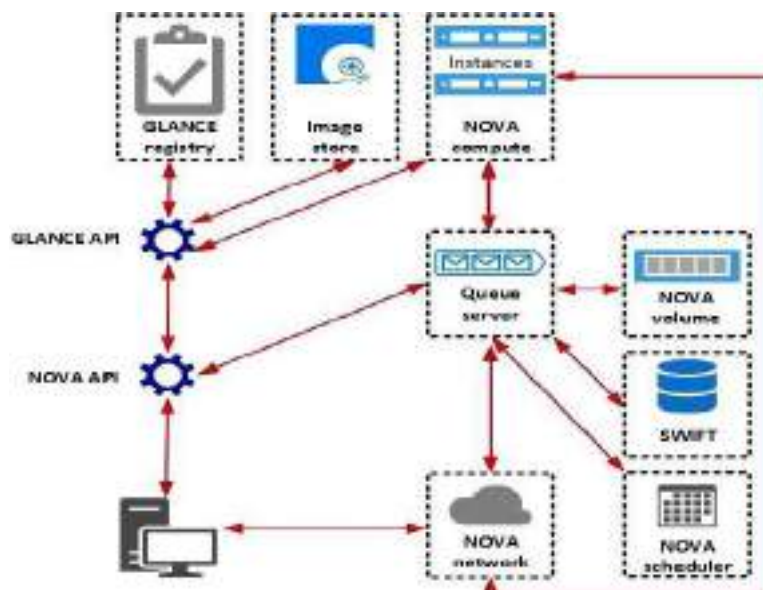 Instances
GLANCE
registry
Image
store
NOVA
compute
GLANCE API
Queue
server
NOVA
volume
NOVA API
SWIFT
NOVA
network
NOVA
scheduler